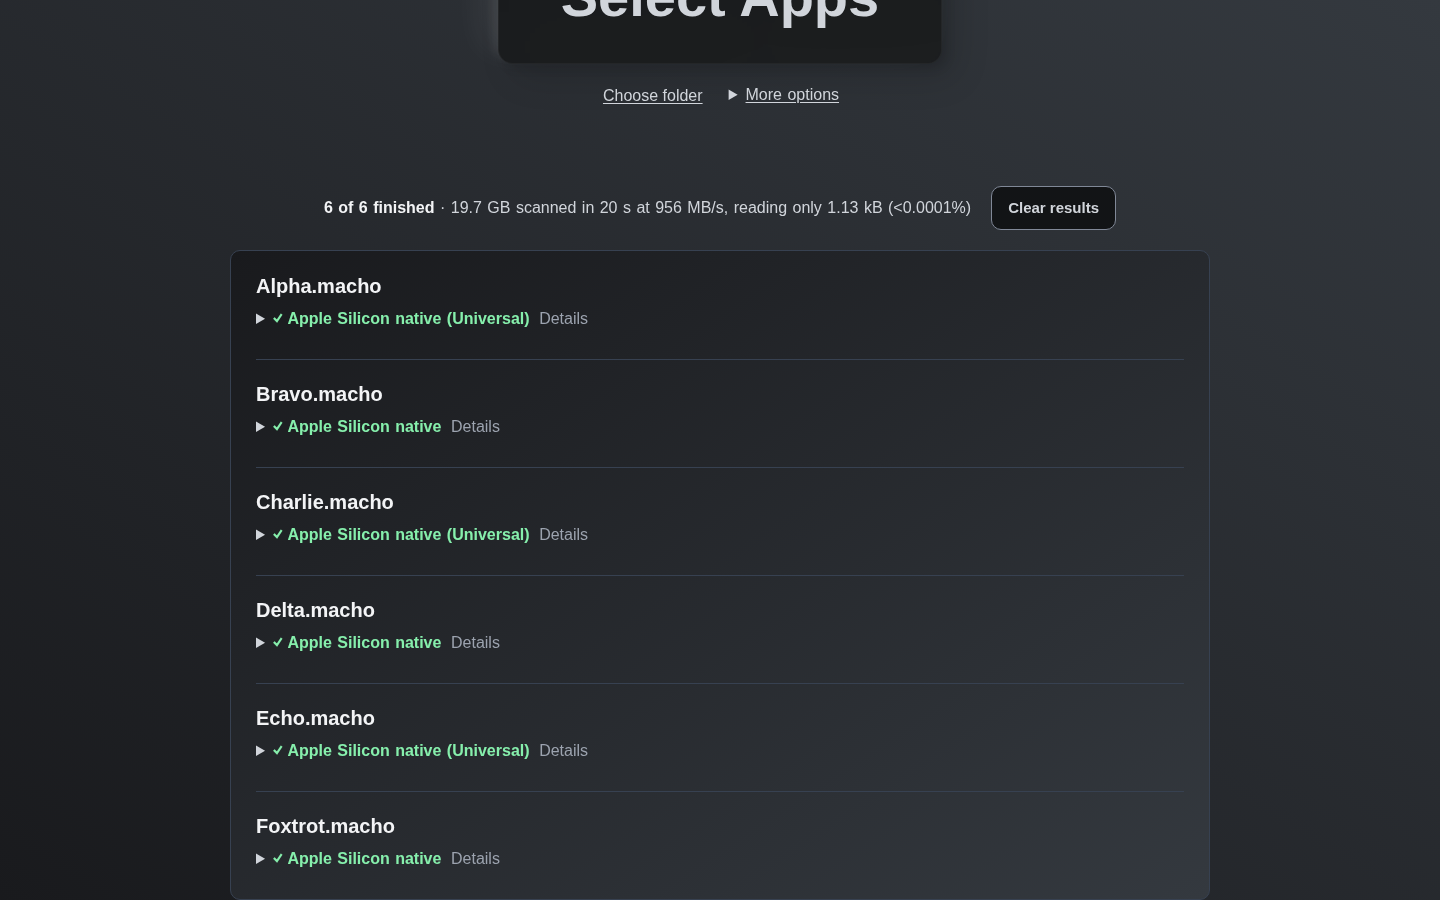 Select Apps
Choose folder
More options
6 of 6 finished · 19.7 GB scanned in 20 s at 956 MB/s, reading only 1.13 kB (<0.0001%)
Clear results
Alpha.macho
✓ Apple Silicon native (Universal) Details
Bravo.macho
✓ Apple Silicon native Details
Charlie.macho
✓ Apple Silicon native (Universal) Details
Delta.macho
✓ Apple Silicon native Details
Echo.macho
✓ Apple Silicon native (Universal) Details
Foxtrot.macho
✓ Apple Silicon native Details